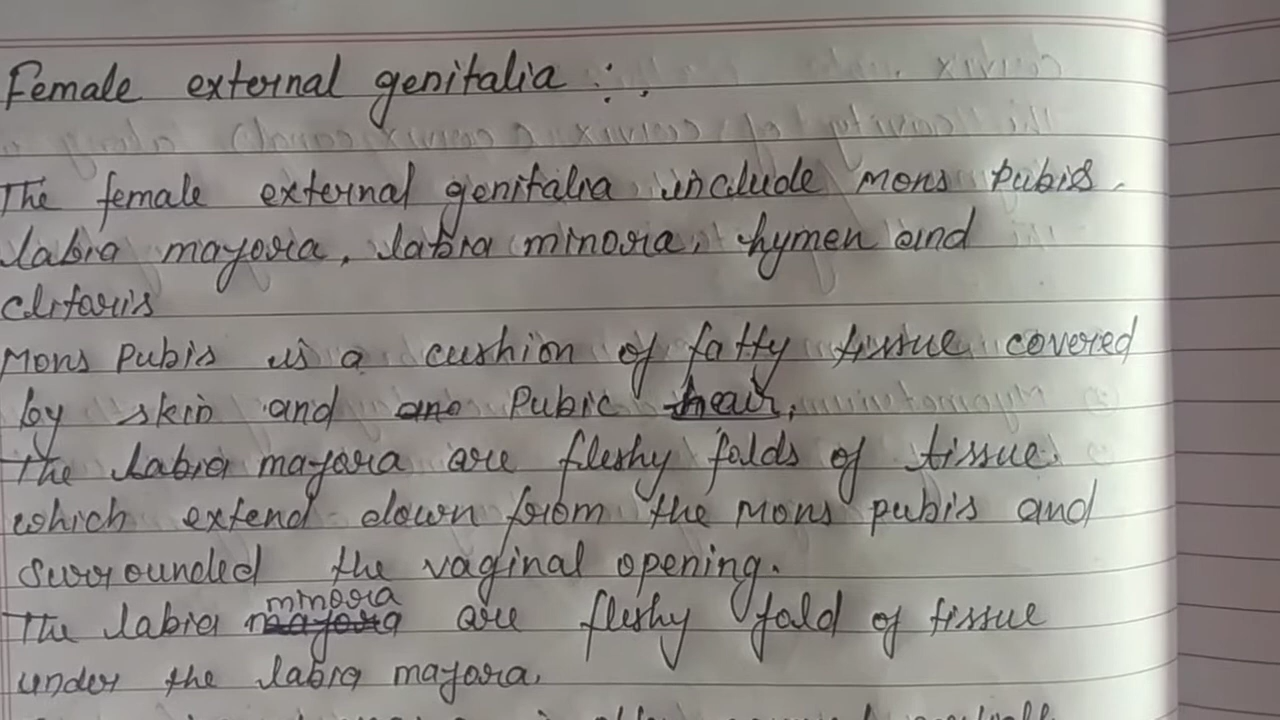 Female external genitalia :.
The female external genitalia include mons pubis,
labia mayora, labia minora, hymen and
clitoris
Mons Pubis is a cushion of fatty tissue covered
by skin and and Pubic hair,
The labia majora are fleshy folds of tissue
which extend down from the Mons pubis and
surrounded the vaginal opening.
The labia minora are fleshy fold of tissue
under the labia majora.